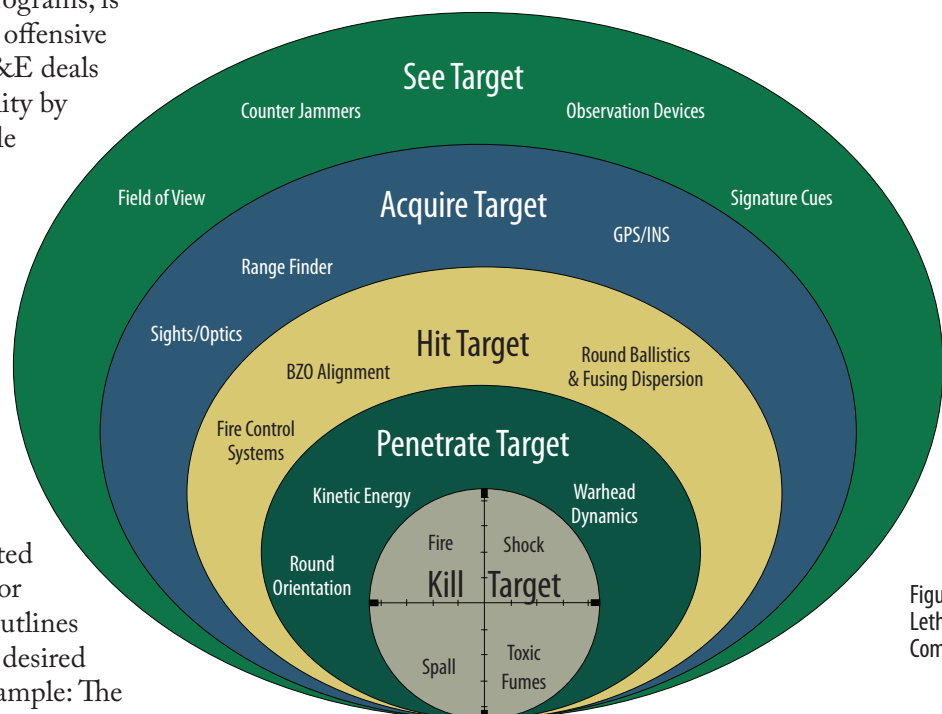 ograms, is
offensive
&E deals
ity by
le
See Target
Counter Jammers
Observation Devices
Field of View
Signature Cues
Acquire Target
GPS/INS
Range Finder
Sights/Optics
Hit Target
BZO Alignment
Round Ballistics
& Fusing Dispersion
Fire Control
Systems
Penetrate Target
Kinetic Energy
Warhead
Dynamics
Round
Orientation
Fire
Shock
Kill Target
Spall
Toxic
Fumes
ted
or
utlines
desired
ample: The
Figu
Leth
Com